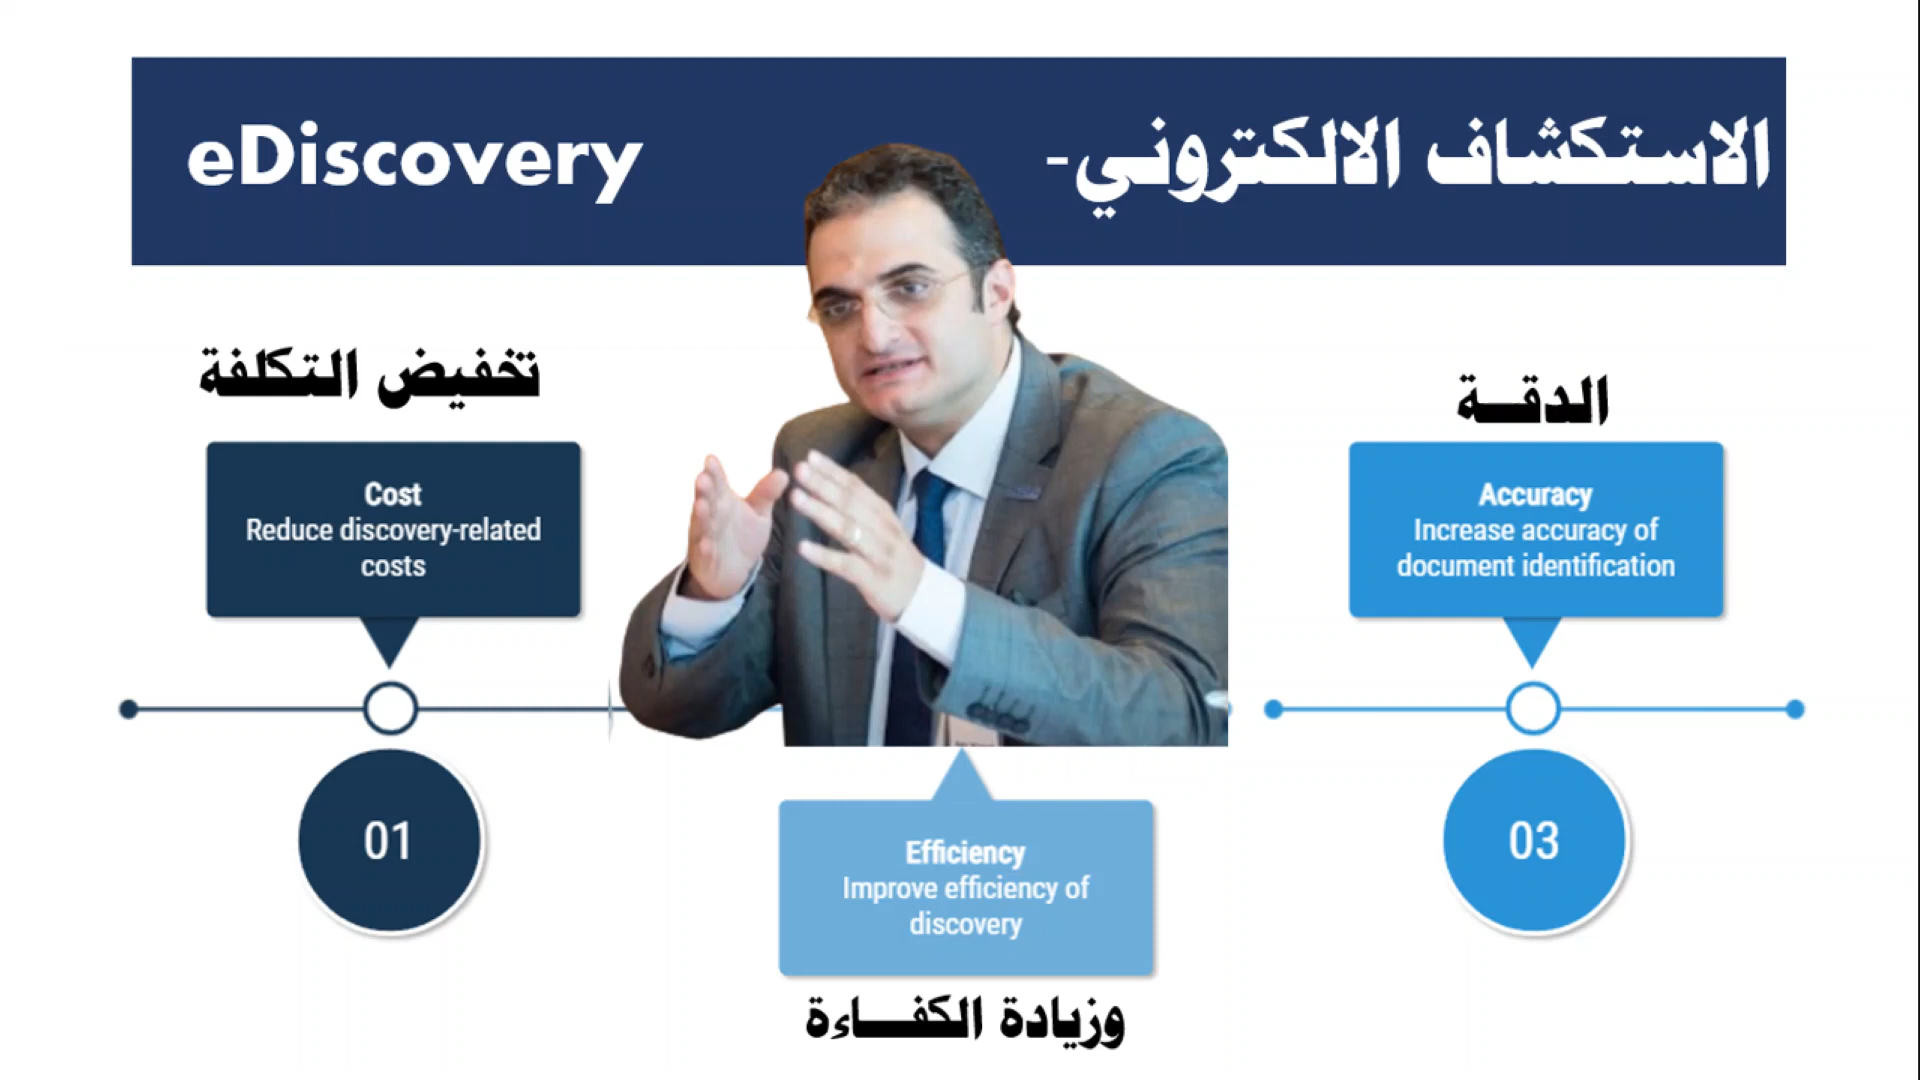 eDiscovery
الاستكشاف الالكتروني-
تخفيض التكلفة
Cost
Reduce discovery-related
costs
01
Efficiency
Improve efficiency of
discovery
وزيادة الكفـــاءة
الدقــة
Accuracy
Increase accuracy of
document identification
03